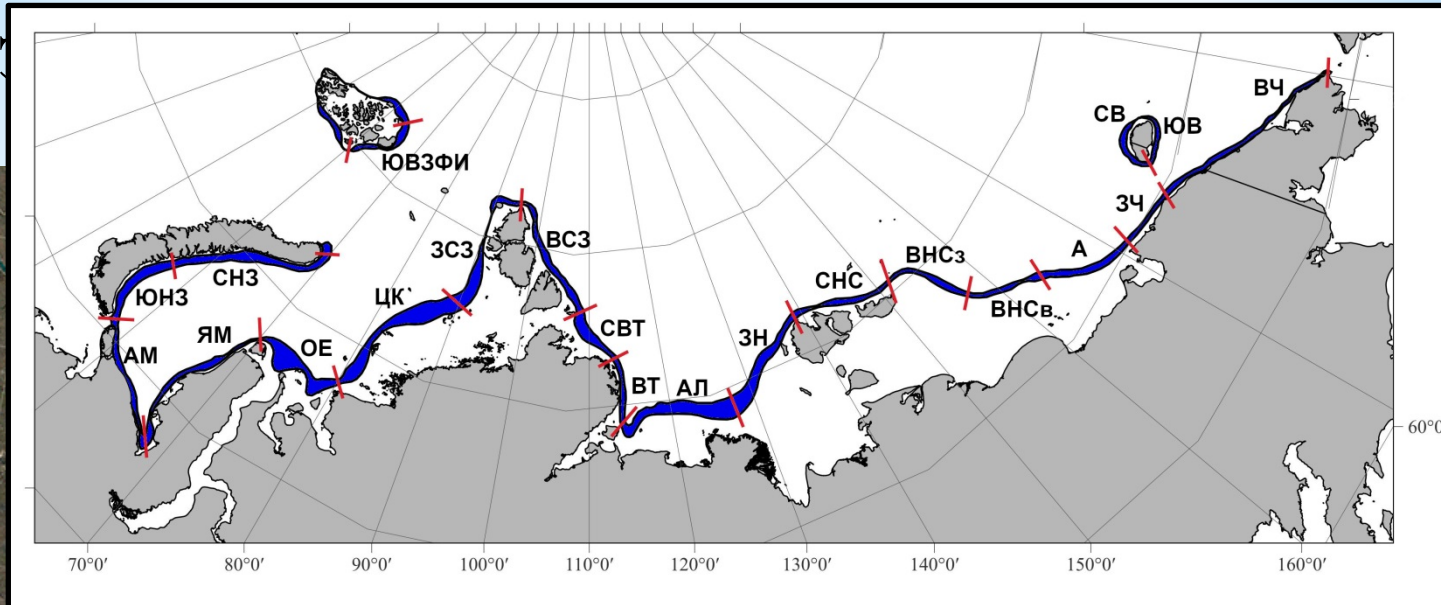 ВЧ
СВ
ЮВ
ЮВЗФИ
ЗЧ
ЗСЗ
ВСЗ
А
ВНСз
СНС
СНЗ
ЮНЗ
ЦК
ВНСв
СВТ
ЗН
ЯМ
ОЕ
АМ
ВТ
АЛ
60°0
70°0′
80°0′
90°0′
100°0′
110°0′
120°0′
130°0′
140°0′
150°0′
160°0′